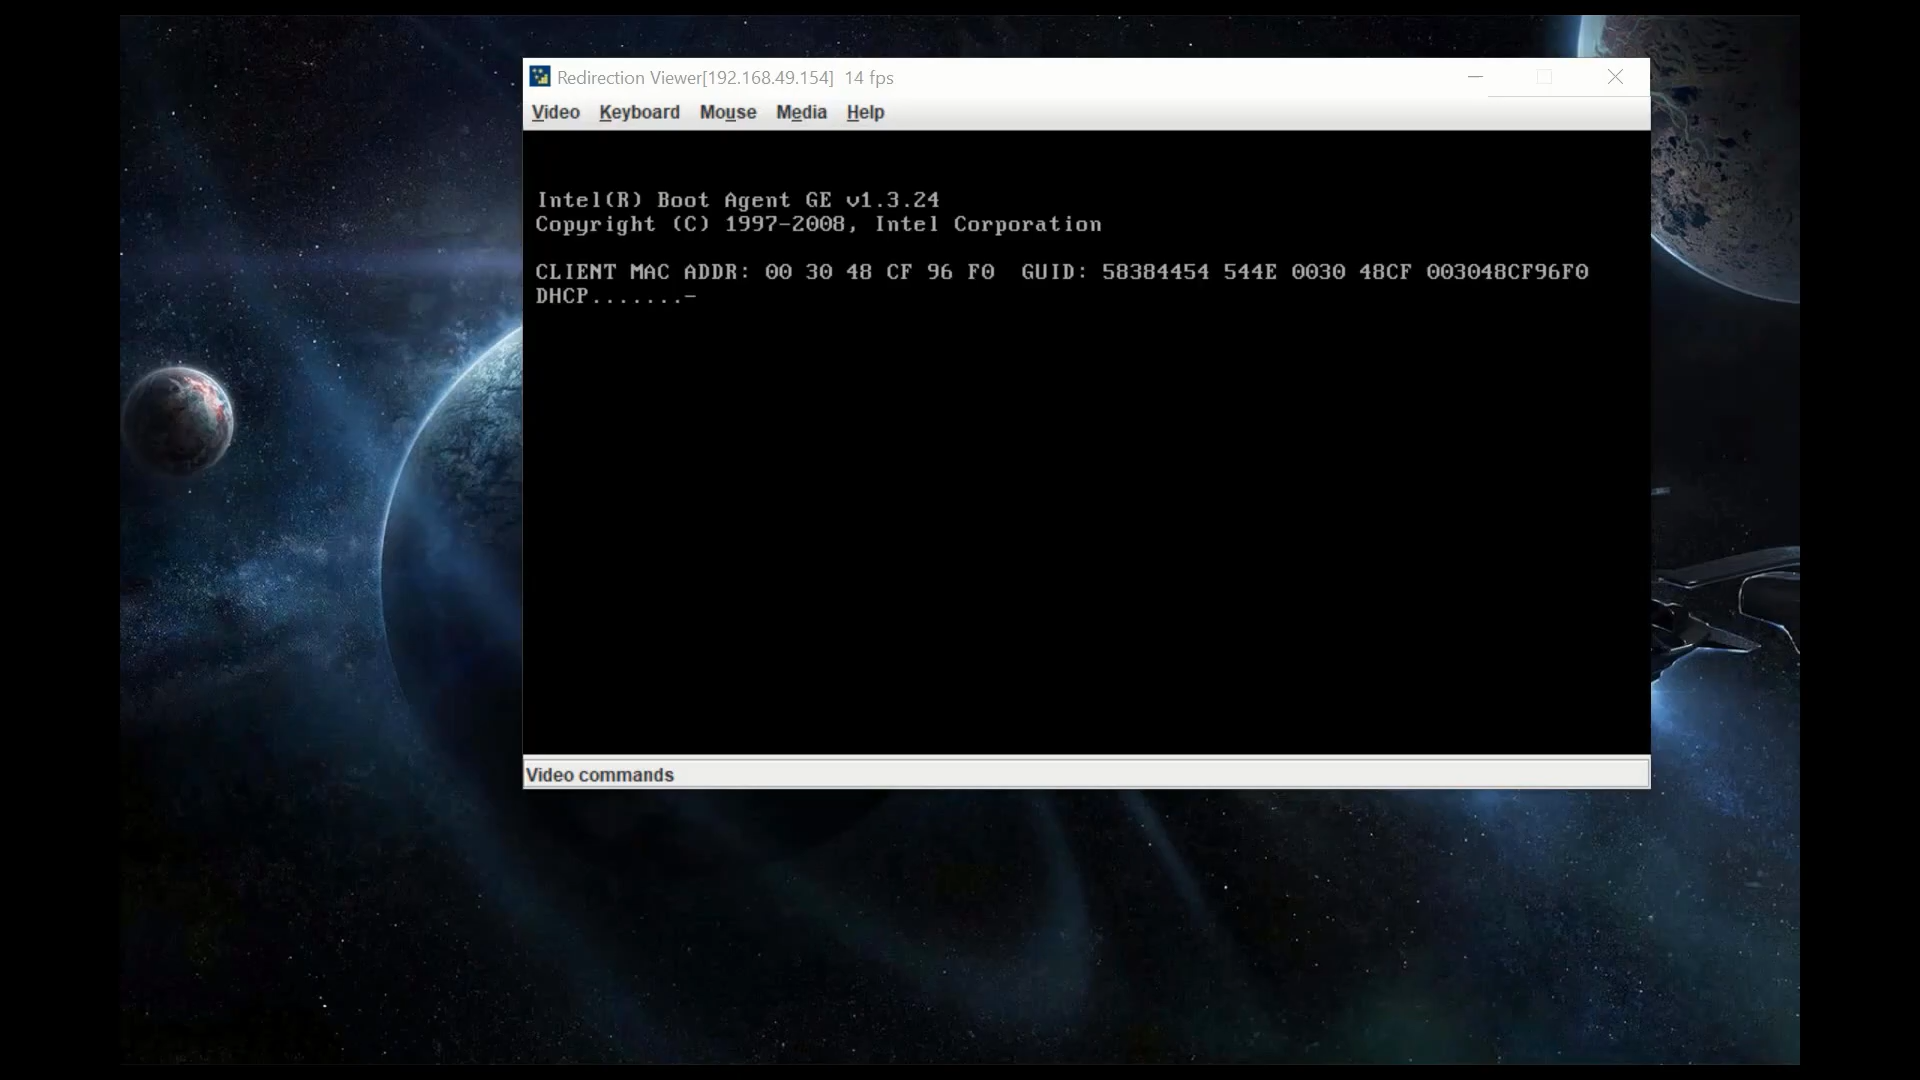 Redirection Viewer[192.168.49.154]  14 fps
Video Keyboard Mouse Media Help
Intel(R) Boot Agent GE v1.3.24
Copyright (C) 1997-2008, Intel Corporation
CLIENT MAC ADDR: 00 30 48 CF 96 F0  GUID: 58384454 544E 0030 48CF 003048CF96F0
DHCP.......-
Video commands